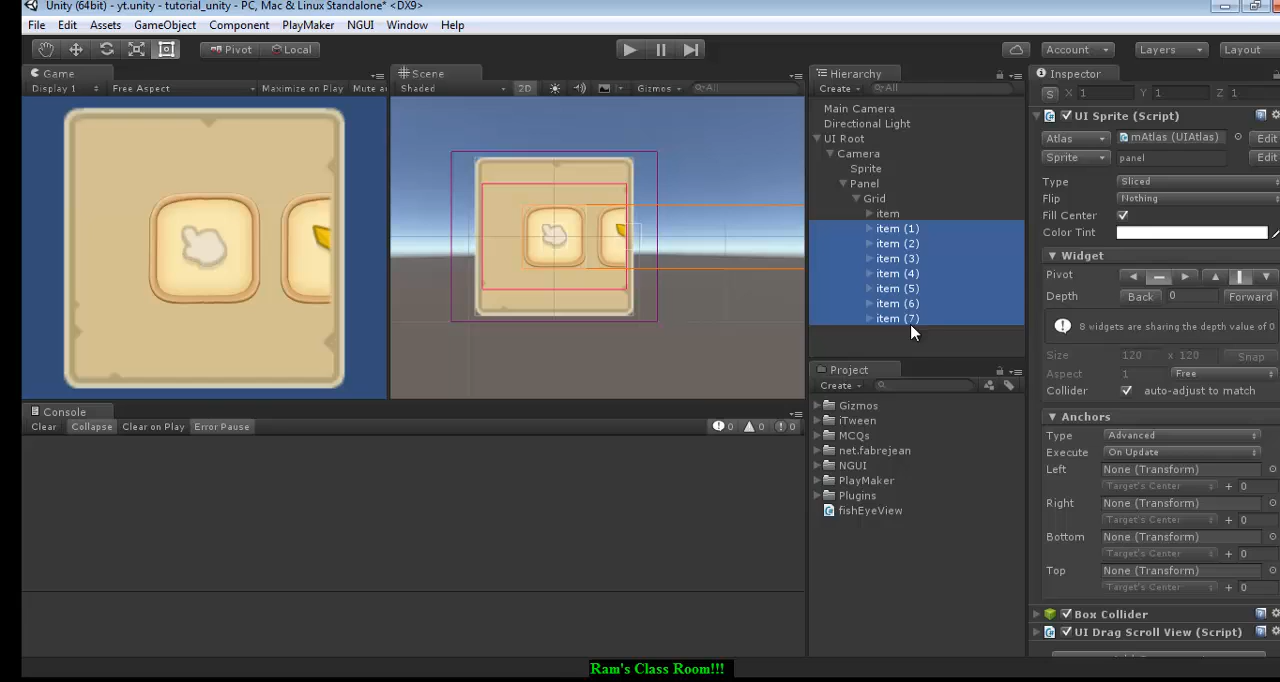 Unity (64bit) - yt.unity - tutorial_unity - PC, Mac & Linux Standalone* <DX9>
File Edit Assets GameObject Component PlayMaker NGUI Window Help
Pivot Local Account Layers Layout
Game
Display 1 Free Aspect Maximize on Play Mute au
Scene
Shaded 2D Gizmos All
Hierarchy
Create All
Main Camera
Directional Light
UI Root
Camera
Sprite
Panel
Grid
item
item (1)
item (2)
item (3)
item (4)
item (5)
item (6)
item (7)
Project
Create
Gizmos
iTween
MCQs
net.fabrejean
NGUI
PlayMaker
Plugins
fishEyeView
Console
Clear Collapse Clear on Play Error Pause 0 0 0
Inspector
S X 1 Y 1 Z 1
UI Sprite (Script)
Atlas mAtlas (UIAtlas) Edit
Sprite panel Edit
Type Sliced
Flip Nothing
Fill Center
Color Tint
Widget
Pivot
Depth Back 0 Forward
8 widgets are sharing the depth value of 0
Size 120 x 120 Snap
Aspect 1 Free
Collider auto-adjust to match
Anchors
Type Advanced
Execute On Update
Left None (Transform)
Target's Center + 0
Right None (Transform)
Target's Center + 0
Bottom None (Transform)
Target's Center + 0
Top None (Transform)
Target's Center + 0
Box Collider
UI Drag Scroll View (Script)
Ram's Class Room!!!